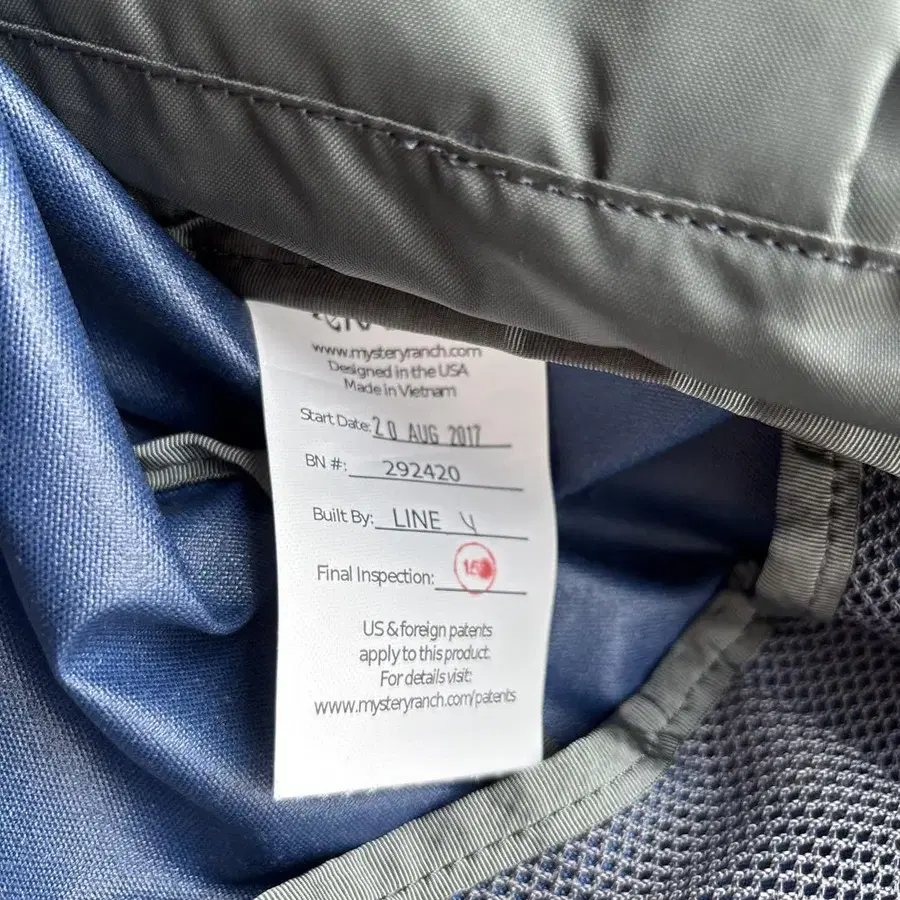 www.mysteryranch.com
Designed in the USA
Made in Vietnam
Start Date: 20 AUG 2017
BN #: 292420
Built By: LINE V
Final Inspection:
US & foreign patents
apply to this product.
For details visit:
www.mysteryranch.com/patents